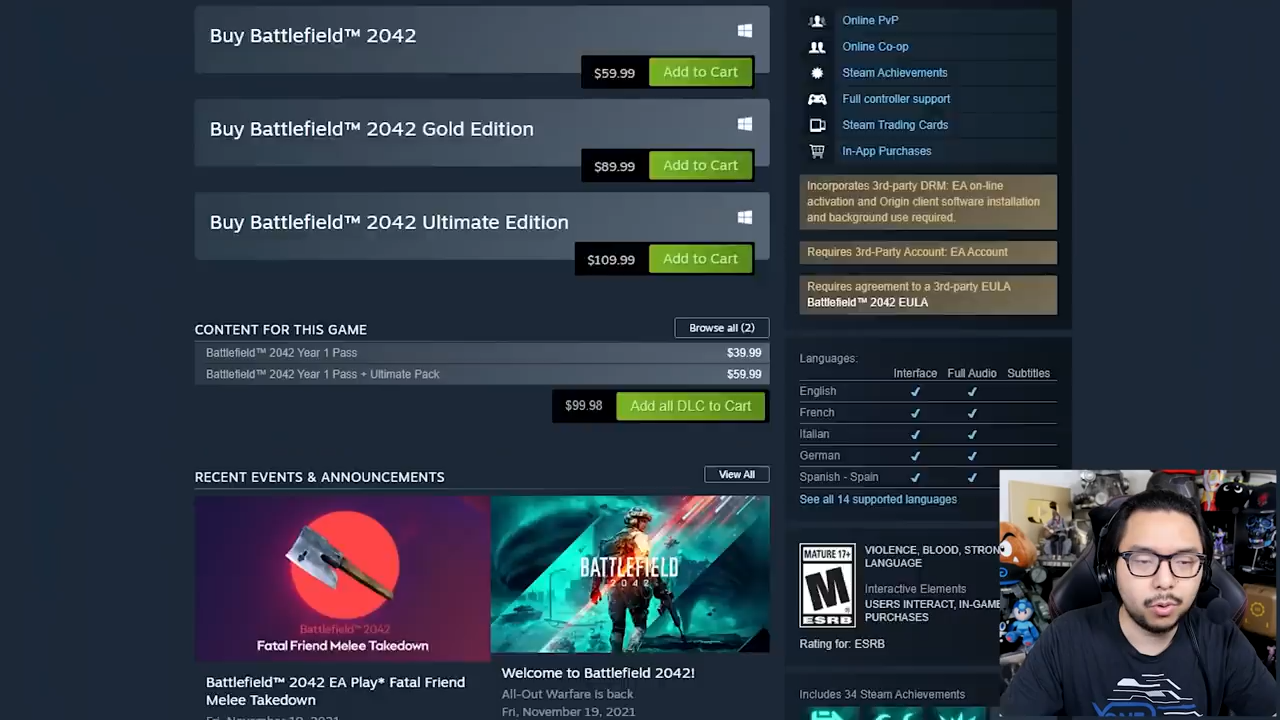 Buy Battlefield™ 2042
$59.99 Add to Cart
Buy Battlefield™ 2042 Gold Edition
$89.99 Add to Cart
Buy Battlefield™ 2042 Ultimate Edition
$109.99 Add to Cart
CONTENT FOR THIS GAME
Browse all (2)
Battlefield™ 2042 Year 1 Pass $39.99
Battlefield™ 2042 Year 1 Pass + Ultimate Pack $59.99
$99.98 Add all DLC to Cart
RECENT EVENTS & ANNOUNCEMENTS
View All
Battlefield™ 2042
Fatal Friend Melee Takedown
BATTLEFIELD
2042
Battlefield™ 2042 EA Play* Fatal Friend
Melee Takedown
Fri, November 19, 2021
Welcome to Battlefield 2042!
All-Out Warfare is back
Fri, November 19, 2021
Online PvP
Online Co-op
Steam Achievements
Full controller support
Steam Trading Cards
In-App Purchases
Incorporates 3rd-party DRM: EA on-line
activation and Origin client software installation
and background use required.
Requires 3rd-Party Account: EA Account
Requires agreement to a 3rd-party EULA
Battlefield™ 2042 EULA
Languages:
Interface Full Audio Subtitles
English
French
Italian
German
Spanish - Spain
See all 14 supported languages
MATURE 17+
M
ESRB
VIOLENCE, BLOOD, STRON
LANGUAGE
Interactive Elements
USERS INTERACT, IN-GAME
PURCHASES
Rating for: ESRB
Includes 34 Steam Achievements